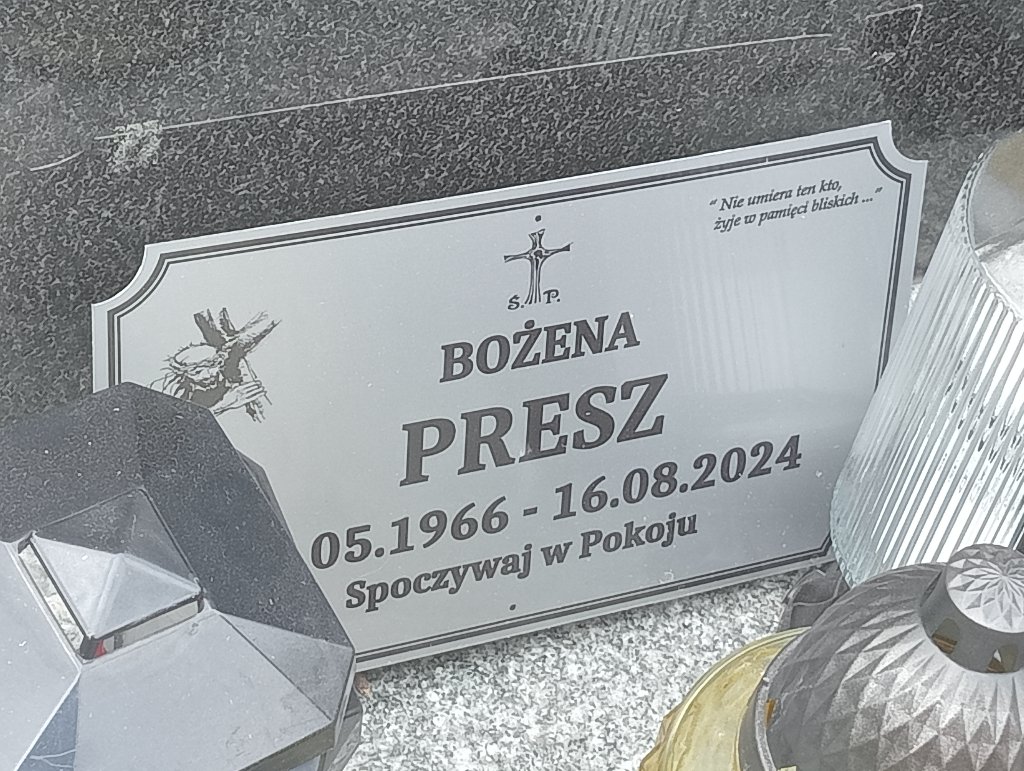 “ Nie umiera ten kto,
żyje w pamięci bliskich ...”
Ś. P.
BOŻENA
PRESZ
05.1966 - 16.08.2024
Spoczywaj w Pokoju